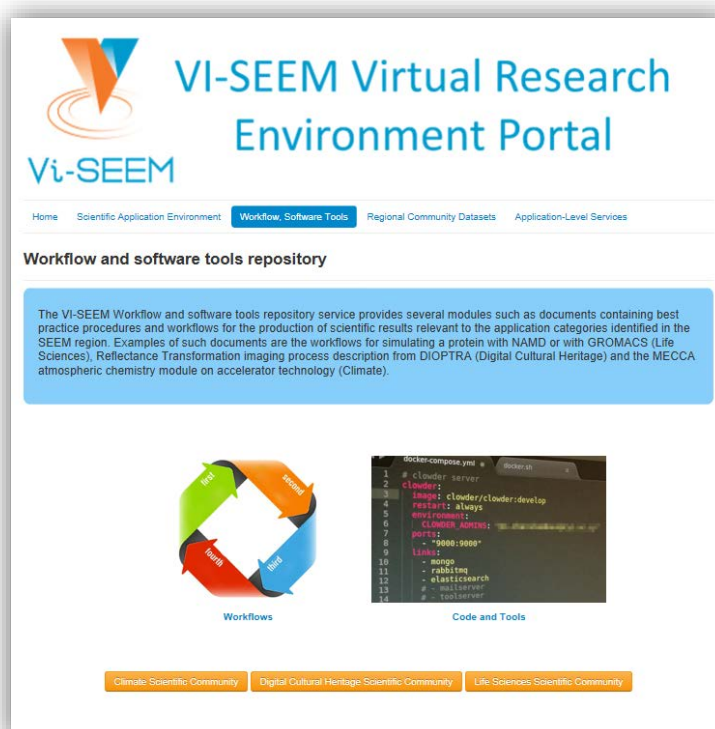 VI-SEEM Virtual Research
Environment Portal
Vi-SEEM
Home Scientific Application Environment Workflow, Software Tools Regional Community Datasets Application-Level Services
Workflow and software tools repository
The VI-SEEM Workflow and software tools repository service provides several modules such as documents containing best
practice procedures and workflows for the production of scientific results relevant to the application categories identified in the
SEEM region. Examples of such documents are the workflows for simulating a protein with NAMD or with GROMACS (Life
Sciences), Reflectance Transformation imaging process description from DIOPTRA (Digital Cultural Heritage) and the MECCA
atmospheric chemistry module on accelerator technology (Climate).
first
second
third
fourth
docker-compose.yml docker.sh
1 # clowder server
2 clowder:
3 image: clowder/clowder:develop
4 restart: always
5 environment:
6 CLOWDER_ADMINS:
7 ports:
8 - "9000:9000"
9 links:
10 - mongo
11 - rabbitmq
12 - elasticsearch
13 # - mailserver
14 # - toolserver
Workflows
Code and Tools
Climate Scientific Community Digital Cultural Heritage Scientific Community Life Sciences Scientific Community